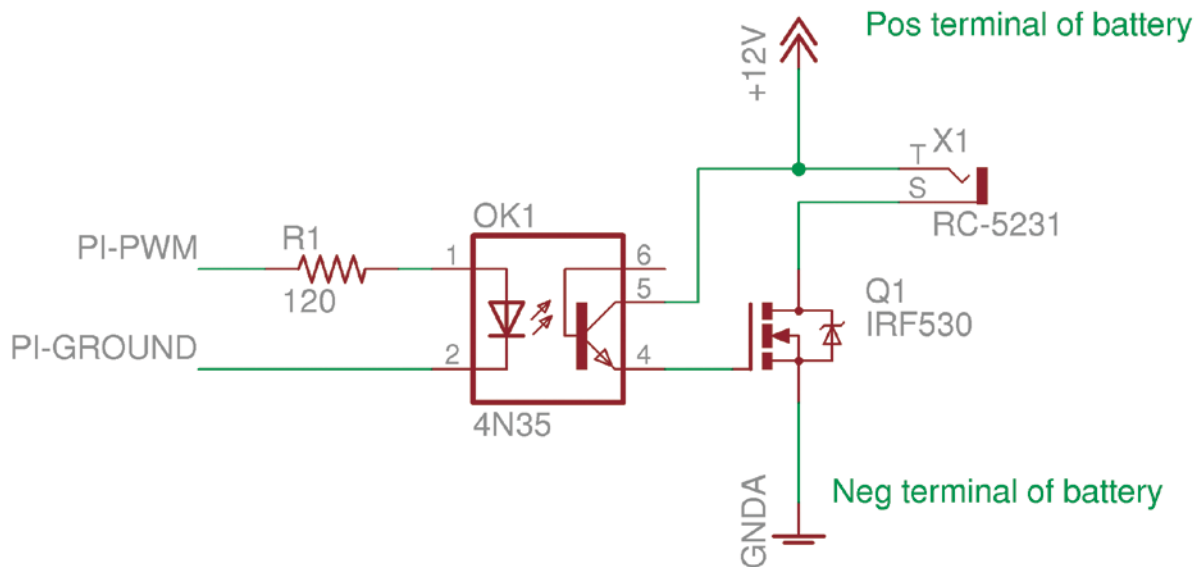 Pos terminal of battery
+12V
T
X1
S
RC-5231
OK1
PI-PWM
R1
120
1
6
5
PI-GROUND
2
4
4N35
Q1
IRF530
Neg terminal of battery
GNDA